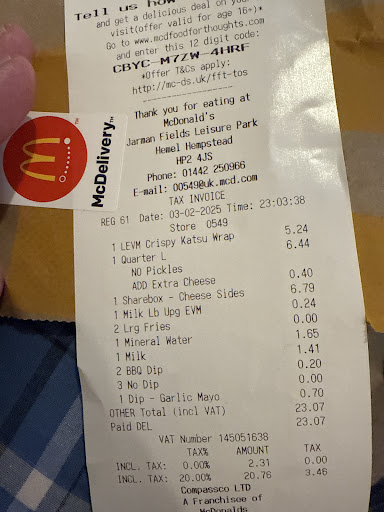 Tell us how
and get a delicious deal on your
visit(offer valid for age 16+)*
Go to www.mcdfoodforthoughts.com
and enter this 12 digit code:
CBYC-M7ZW-4HRF
*Offer T&Cs apply:
http://mc-ds.uk/fft-tos
Thank you for eating at
McDonald's
Jarman Fields Leisure Park
Hemel Hempstead
HP2 4JS
Phone: 01442 250966
E-mail: 00549@uk.mcd.com
TAX INVOICE
REG 61 Date: 03-02-2025 Time: 23:03:38
Store 0549
1 LEVM Crispy Katsu Wrap 5.24
1 Quarter L 6.44
NO Pickles
ADD Extra Cheese 0.40
1 Sharebox - Cheese Sides 6.79
1 Milk Lb Upg EVM 0.24
2 Lrg Fries 0.00
1 Mineral Water 1.65
1 Milk 1.41
2 BBQ Dip 0.20
3 No Dip 0.00
1 Dip - Garlic Mayo 0.70
OTHER Total (incl VAT) 23.07
Paid DEL 23.07
VAT Number 145051638
TAX% AMOUNT TAX
INCL. TAX: 0.00% 2.31 0.00
INCL. TAX: 20.00% 20.76 3.46
Compassco LTD
A Franchisee of
McDonalds
McDelivery™